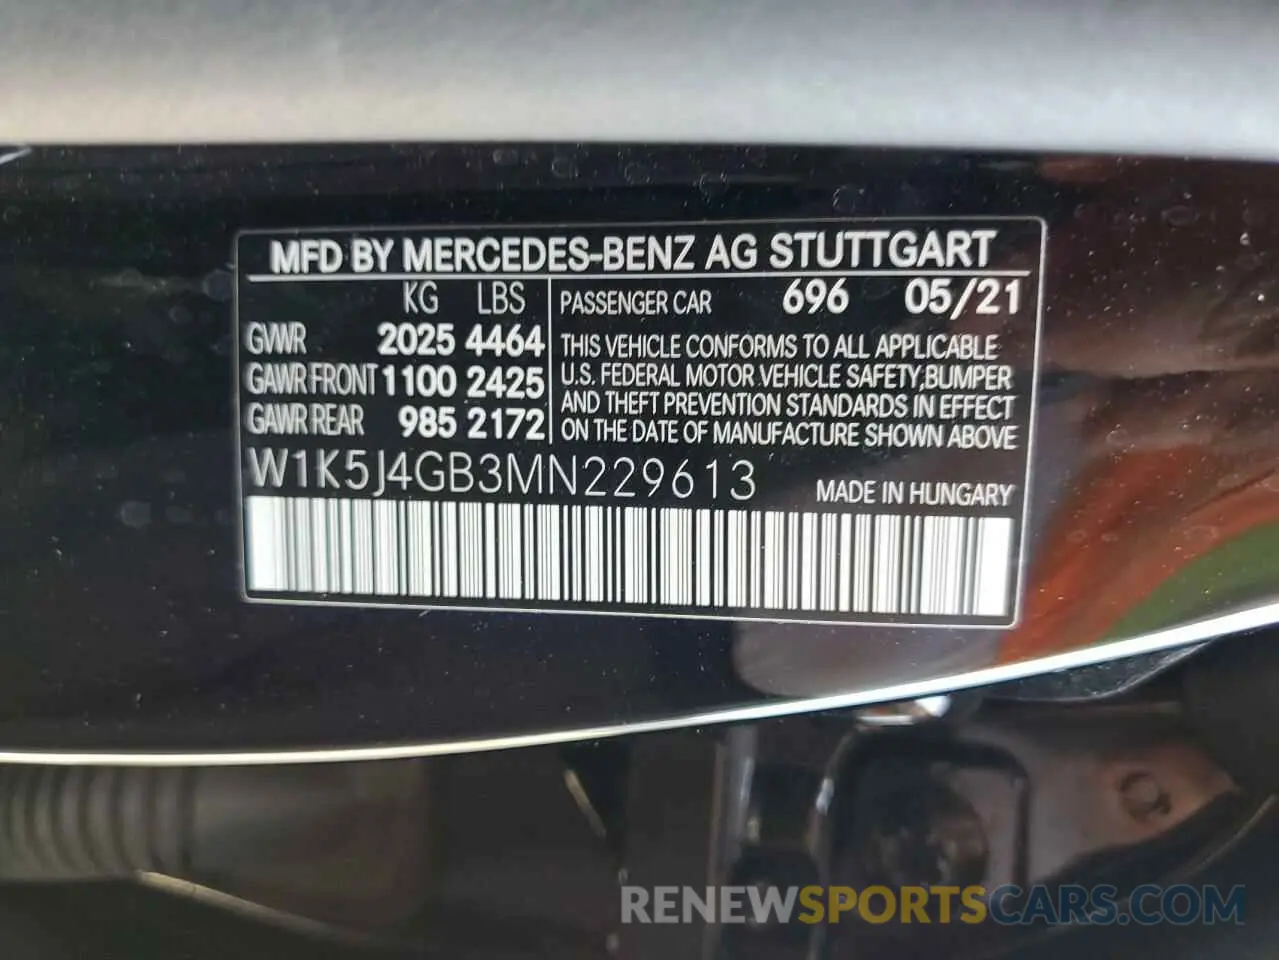 MFD BY MERCEDES-BENZ AG STUTTGART
KG LBS PASSENGER CAR 696 05/21
GVWR 2025 4464
GAWR FRONT 1100 2425
GAWR REAR 985 2172
THIS VEHICLE CONFORMS TO ALL APPLICABLE
U.S. FEDERAL MOTOR VEHICLE SAFETY,BUMPER
AND THEFT PREVENTION STANDARDS IN EFFECT
ON THE DATE OF MANUFACTURE SHOWN ABOVE
W1K5J4GB3MN229613 MADE IN HUNGARY
RENEWSPORTSCARS.COM